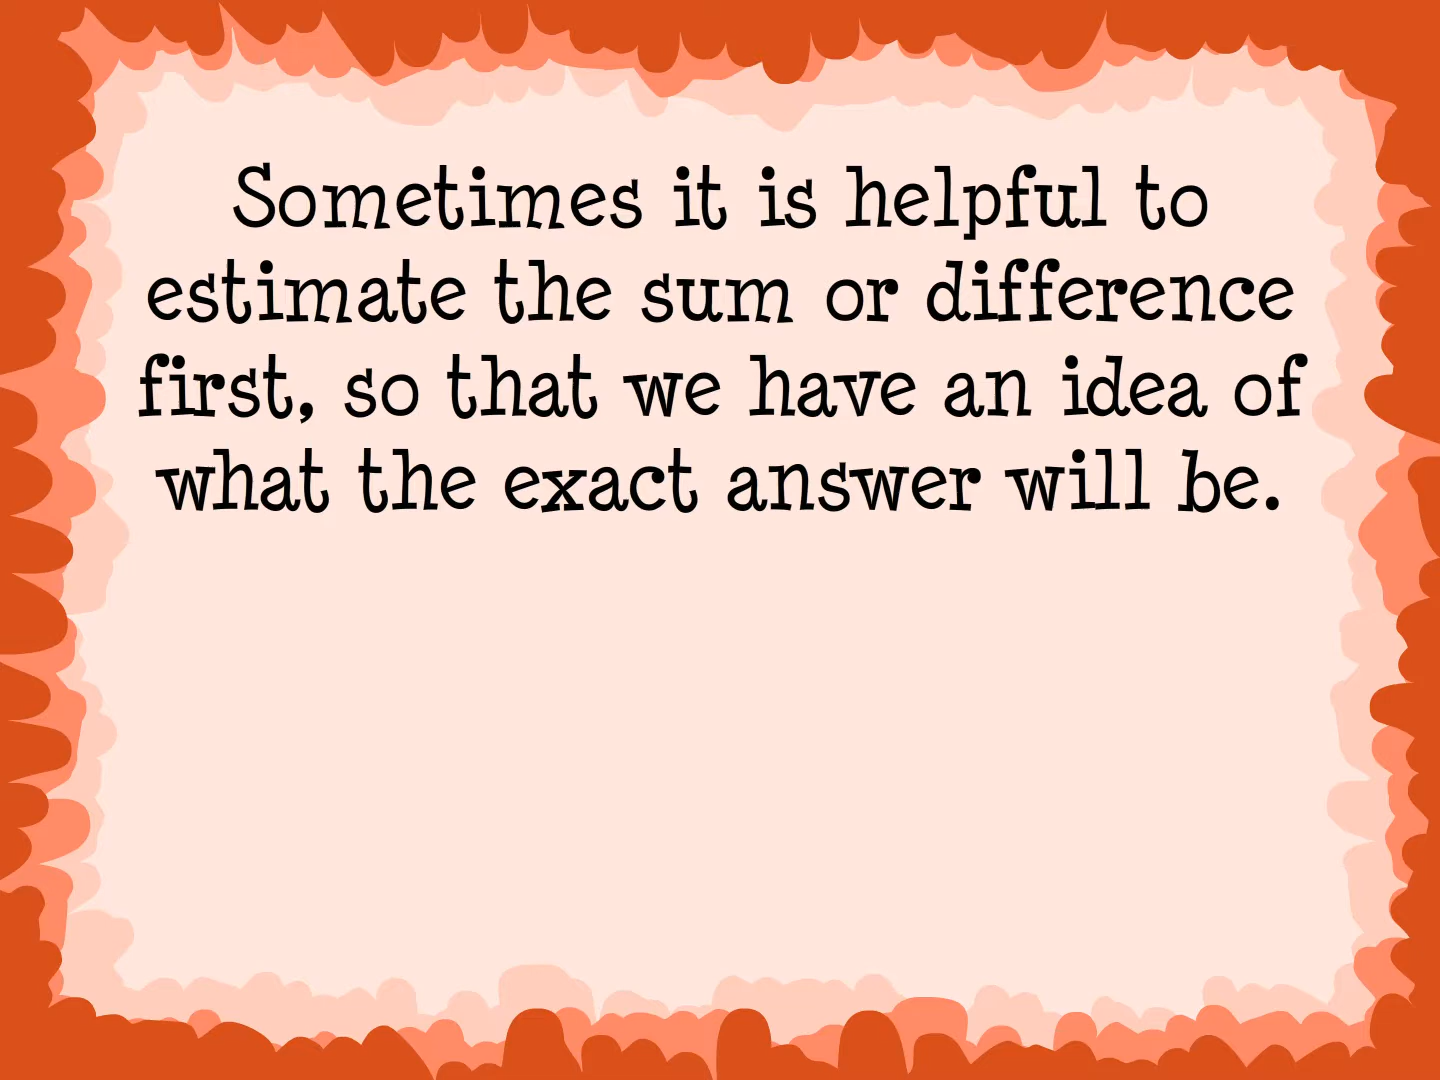 Sometimes it is helpful to
estimate the sum or difference
first, so that we have an idea of
what the exact answer will be.